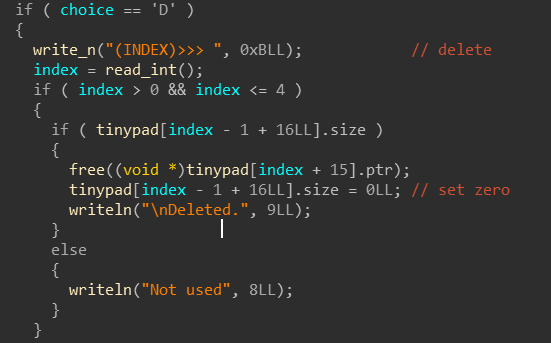 if ( choice == 'D' )
{
write_n("(INDEX)>>> ", 0xBLL); // delete
index = read_int();
if ( index > 0 && index <= 4 )
{
if ( tinypad[index - 1 + 16LL].size )
{
free((void *)tinypad[index + 15].ptr);
tinypad[index - 1 + 16LL].size = 0LL; // set zero
writeln("\nDeleted.", 9LL);
}
else
{
writeln("Not used", 8LL);
}
}